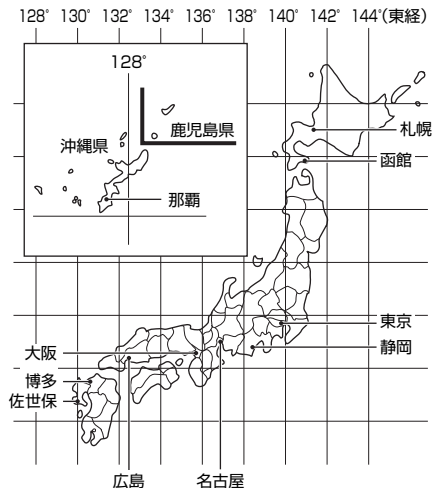 128° 130° 132° 134° 136° 138° 140° 142° 144°(東経)
128°
鹿児島県
沖縄県
那覇
札幌
函館
東京
静岡
大阪
博多
佐世保
広島
名古屋